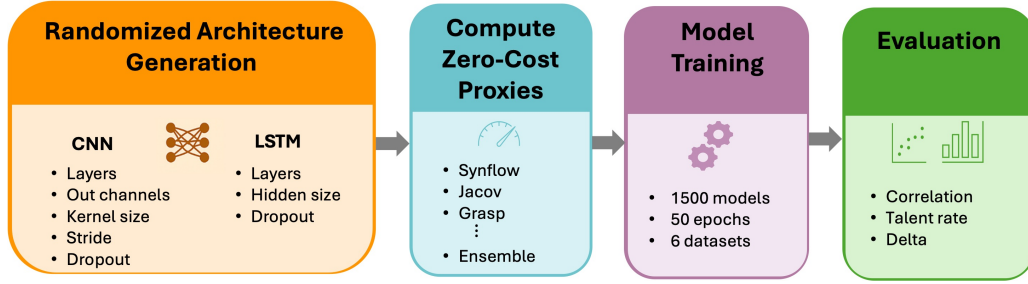 Randomized Architecture
Generation
CNN
• Layers
• Out channels
• Kernel size
• Stride
• Dropout
LSTM
• Layers
• Hidden size
• Dropout
Compute
Zero-Cost
Proxies
• Synflow
• Jacov
• Grasp
⋮
• Ensemble
Model
Training
• 1500 models
• 50 epochs
• 6 datasets
Evaluation
• Correlation
• Talent rate
• Delta